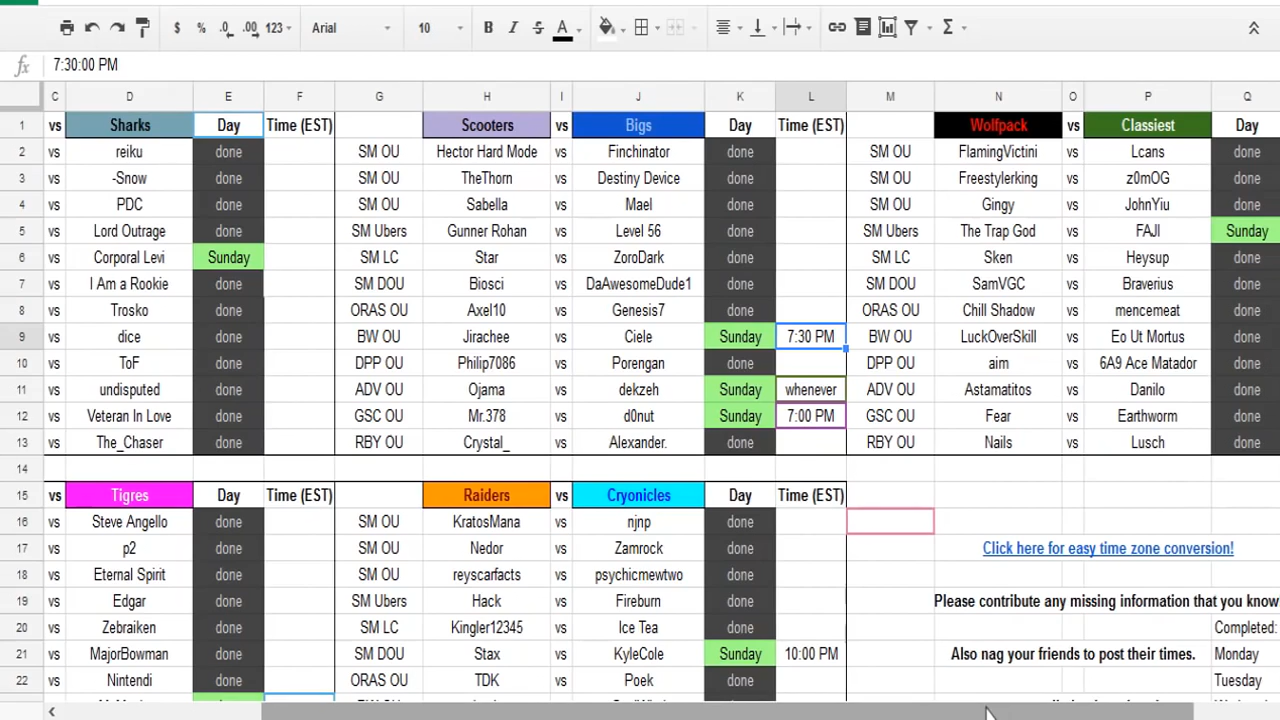 $ % .0 .00 123 Arial 10 B I S A Σ
fx 7:30:00 PM
C D E F G H I J K L M N O P Q
1 vs Sharks Day Time (EST) Scooters vs Bigs Day Time (EST) Wolfpack vs Classiest Day
2 vs reiku done SM OU Hector Hard Mode vs Finchinator done SM OU FlamingVictini vs Lcans done
3 vs -Snow done SM OU TheThorn vs Destiny Device done SM OU Freestylerking vs z0mOG done
4 vs PDC done SM OU Sabella vs Mael done SM OU Gingy vs JohnYiu done
5 vs Lord Outrage done SM Ubers Gunner Rohan vs Level 56 done SM Ubers The Trap God vs FAJI Sunday
6 vs Corporal Levi Sunday SM LC Star vs ZoroDark done SM LC Sken vs Heysup done
7 vs I Am a Rookie done SM DOU Biosci vs DaAwesomeDude1 done SM DOU SamVGC vs Braverius done
8 vs Trosko done ORAS OU Axel10 vs Genesis7 done ORAS OU Chill Shadow vs mencemeat done
9 vs dice done BW OU Jirachee vs Ciele Sunday 7:30 PM BW OU LuckOverSkill vs Eo Ut Mortus done
10 vs ToF done DPP OU Philip7086 vs Porengan done DPP OU aim vs 6A9 Ace Matador done
11 vs undisputed done ADV OU Ojama vs dekzeh Sunday whenever ADV OU Astamatitos vs Danilo done
12 vs Veteran In Love done GSC OU Mr.378 vs d0nut Sunday 7:00 PM GSC OU Fear vs Earthworm done
13 vs The_Chaser done RBY OU Crystal_ vs Alexander. done RBY OU Nails vs Lusch done
14
15 vs Tigres Day Time (EST) Raiders vs Cryonicles Day Time (EST)
16 vs Steve Angello done SM OU KratosMana vs njnp done
17 vs p2 done SM OU Nedor vs Zamrock done Click here for easy time zone conversion!
18 vs Eternal Spirit done SM OU reyscarfacts vs psychicmewtwo done
19 vs Edgar done SM Ubers Hack vs Fireburn done Please contribute any missing information that you know
20 vs Zebraiken done SM LC Kingler12345 vs Ice Tea done Completed:
21 vs MajorBowman done SM DOU Stax vs KyleCole Sunday 10:00 PM Also nag your friends to post their times. Monday
22 vs Nintendi done ORAS OU TDK vs Poek done Tuesday